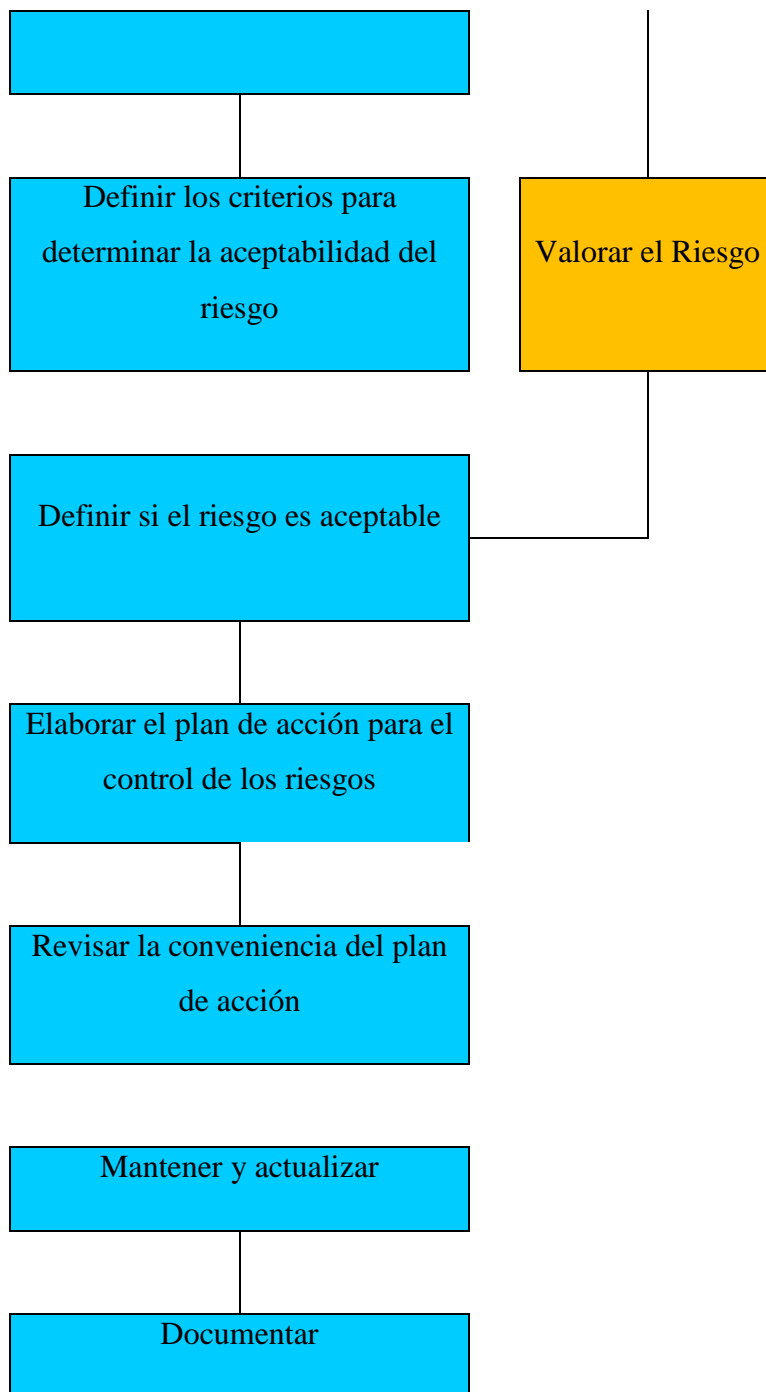 Definir los criterios para
determinar la aceptabilidad del
riesgo
Valorar el Riesgo
Definir si el riesgo es aceptable
Elaborar el plan de acción para el
control de los riesgos
Revisar la conveniencia del plan
de acción
Mantener y actualizar
Documentar